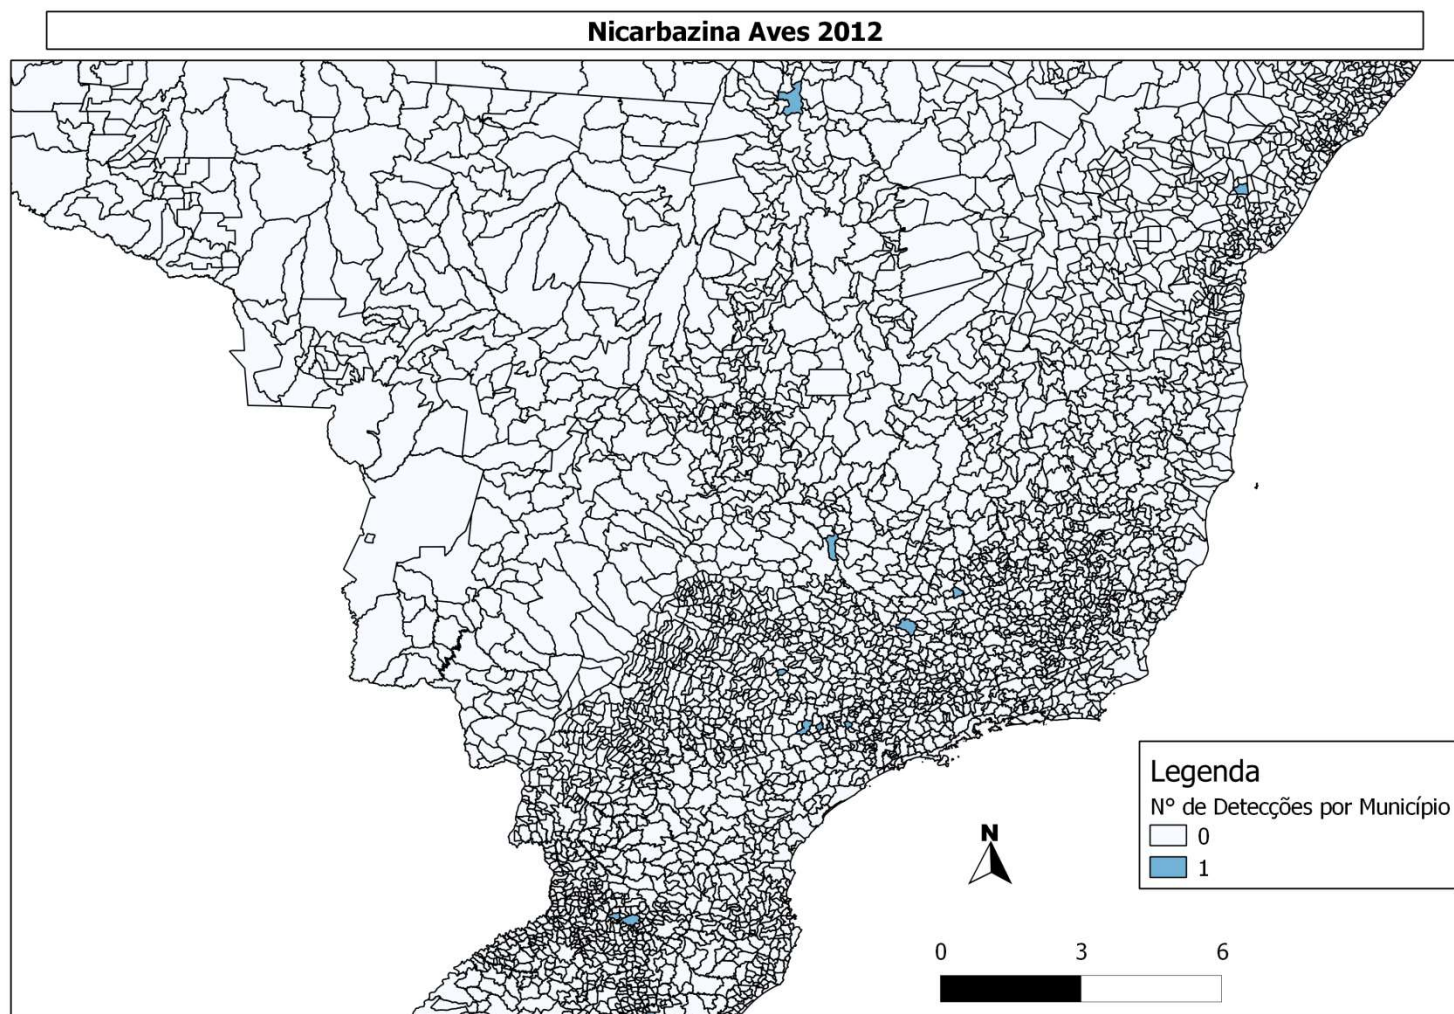 Nicarbazina Aves 2012
Legenda
N° de Detecções por Município
0
1
N
0 3 6